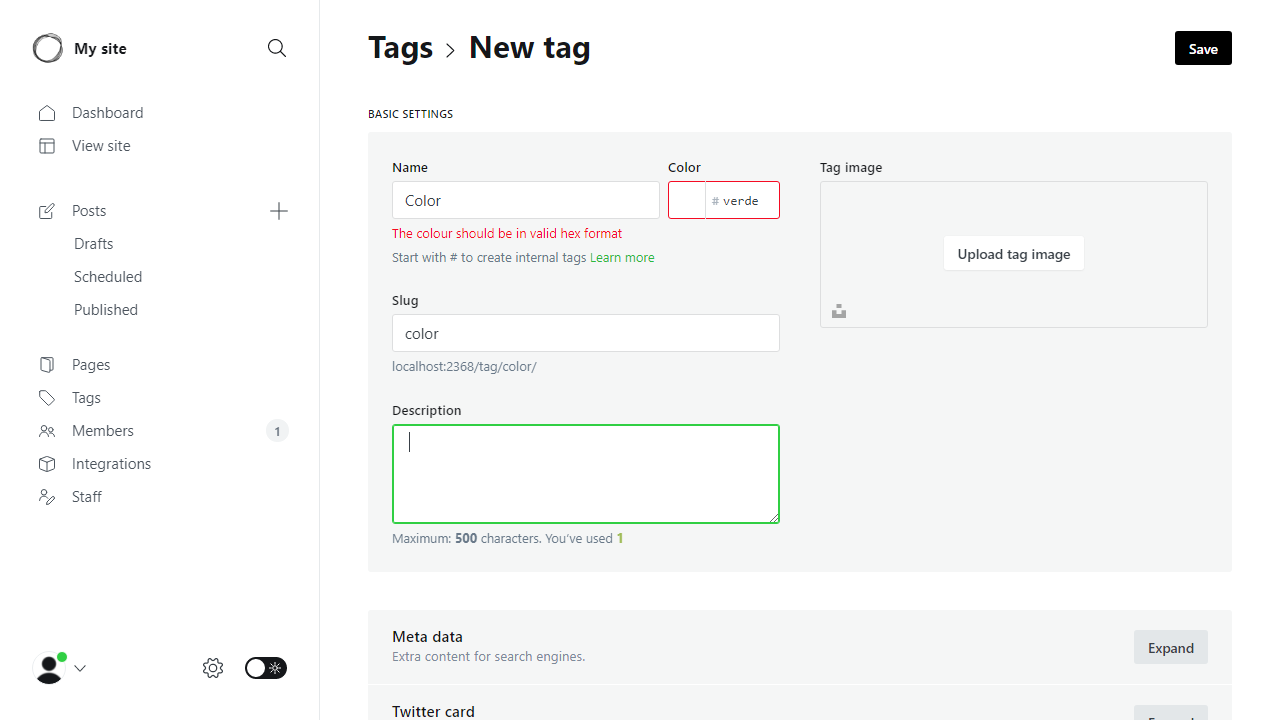 My site
Dashboard
View site
Posts
Drafts
Scheduled
Published
Pages
Tags
Members
1
Integrations
Staff
Tags > New tag
Save
BASIC SETTINGS
Name
Color
Color
# verde
The colour should be in valid hex format
Start with # to create internal tags Learn more
Slug
color
localhost:2368/tag/color/
Description
Maximum: 500 characters. You've used 1
Tag image
Upload tag image
Meta data
Extra content for search engines.
Expand
Twitter card
Expand